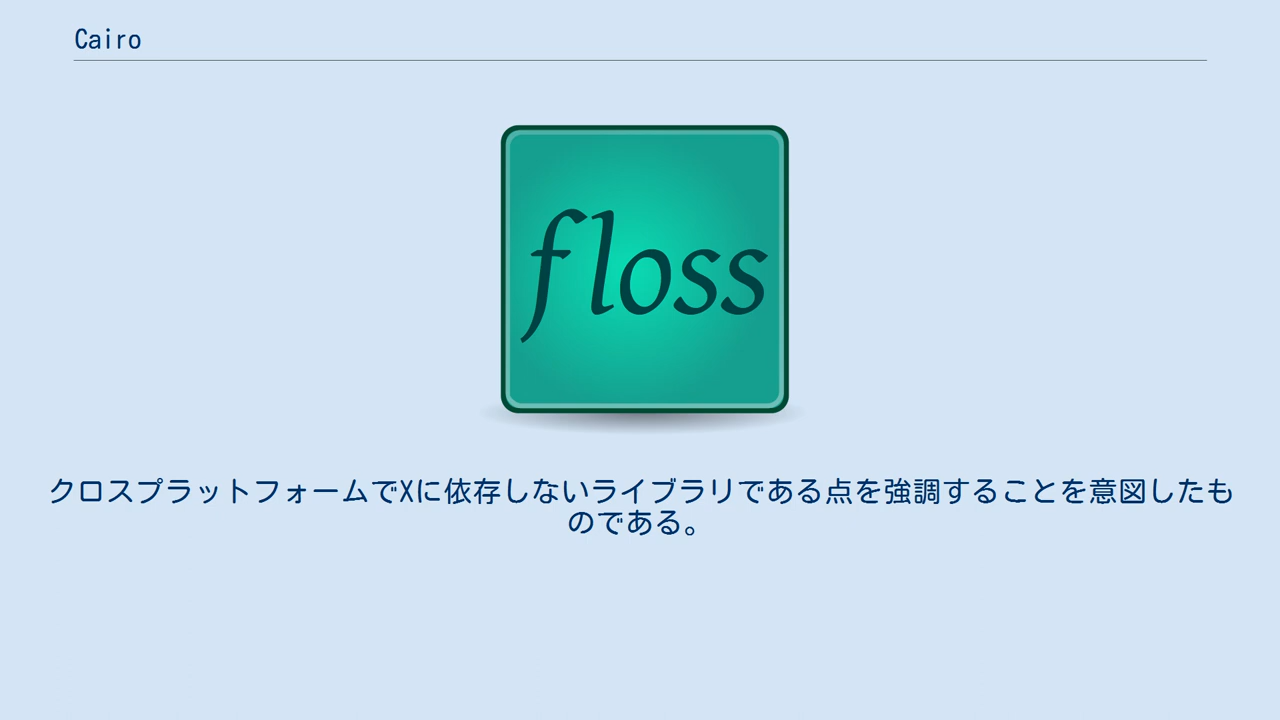 Cairo
floss
クロスプラットフォームでXに依存しないライブラリである点を強調することを意図したも
のである。